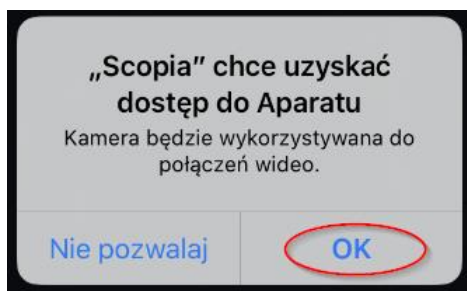 „Scopia” chce uzyskać
dostęp do Aparatu
Kamera będzie wykorzystywana do
połączeń wideo.
Nie pozwalaj
OK